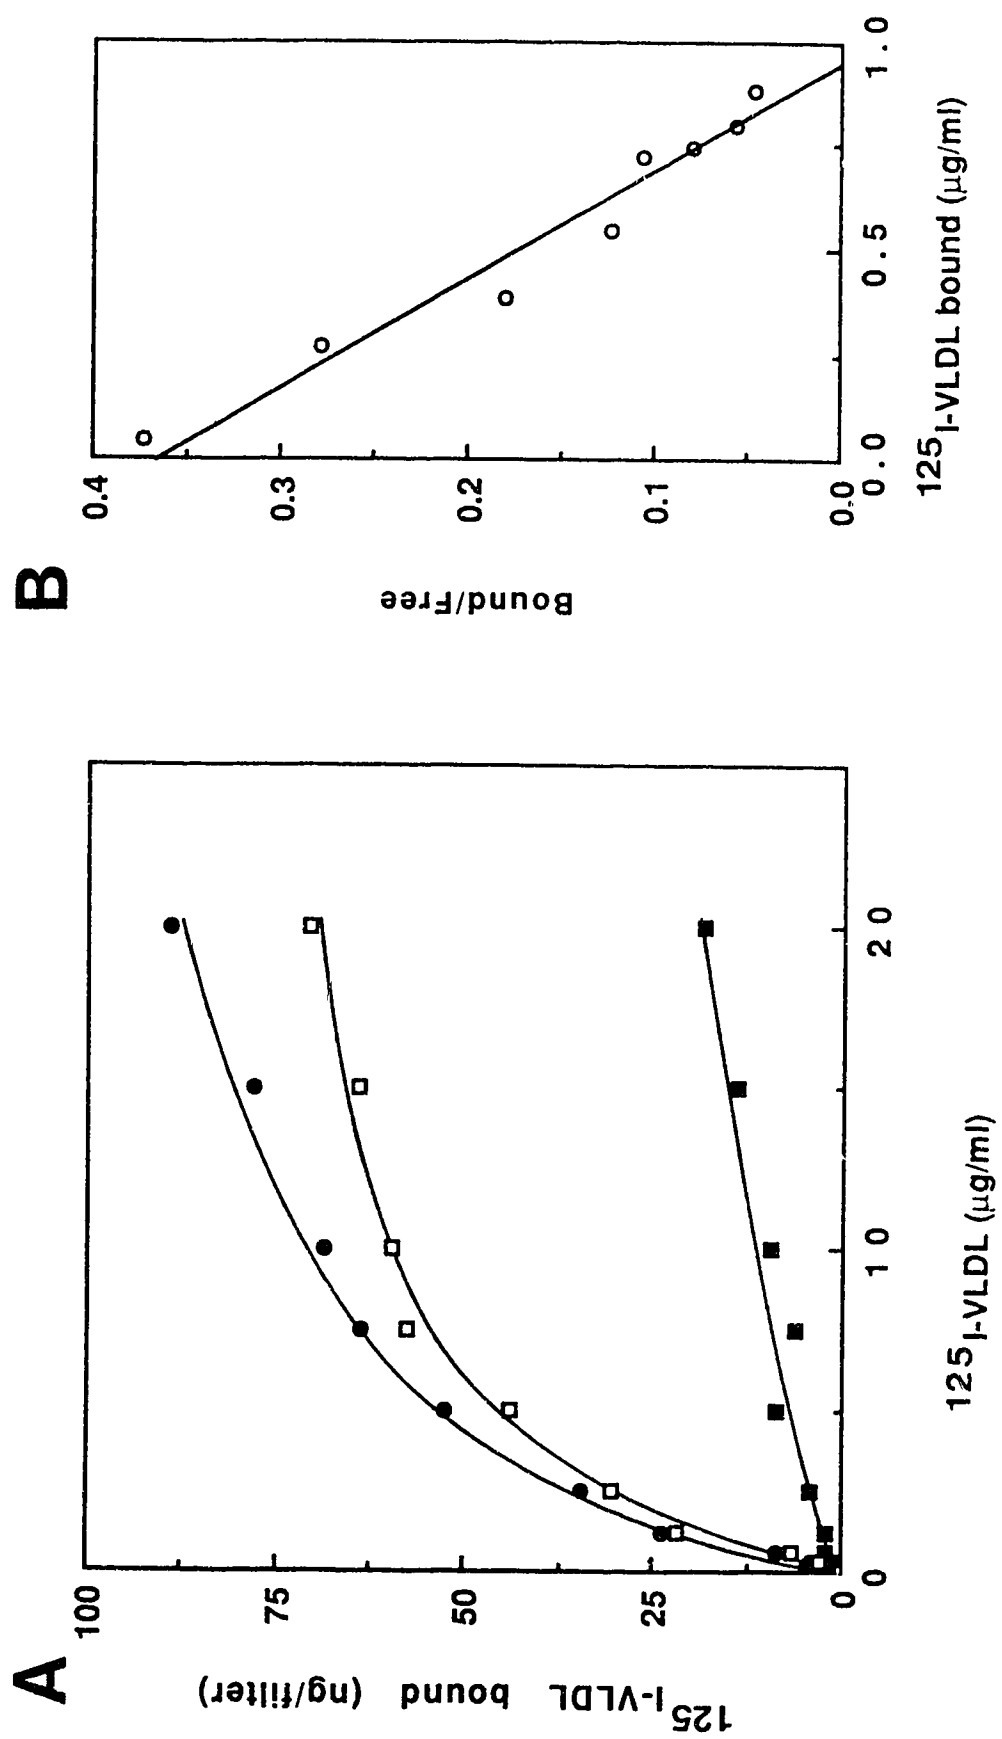 A
125I-VLDL bound (ng/filter)
100
75
50
25
0
0
10
20
125I-VLDL (μg/ml)
B
Bound/Free
0.4
0.3
0.2
0.1
0.0
0.0
0.5
1.0
125I-VLDL bound (μg/ml)